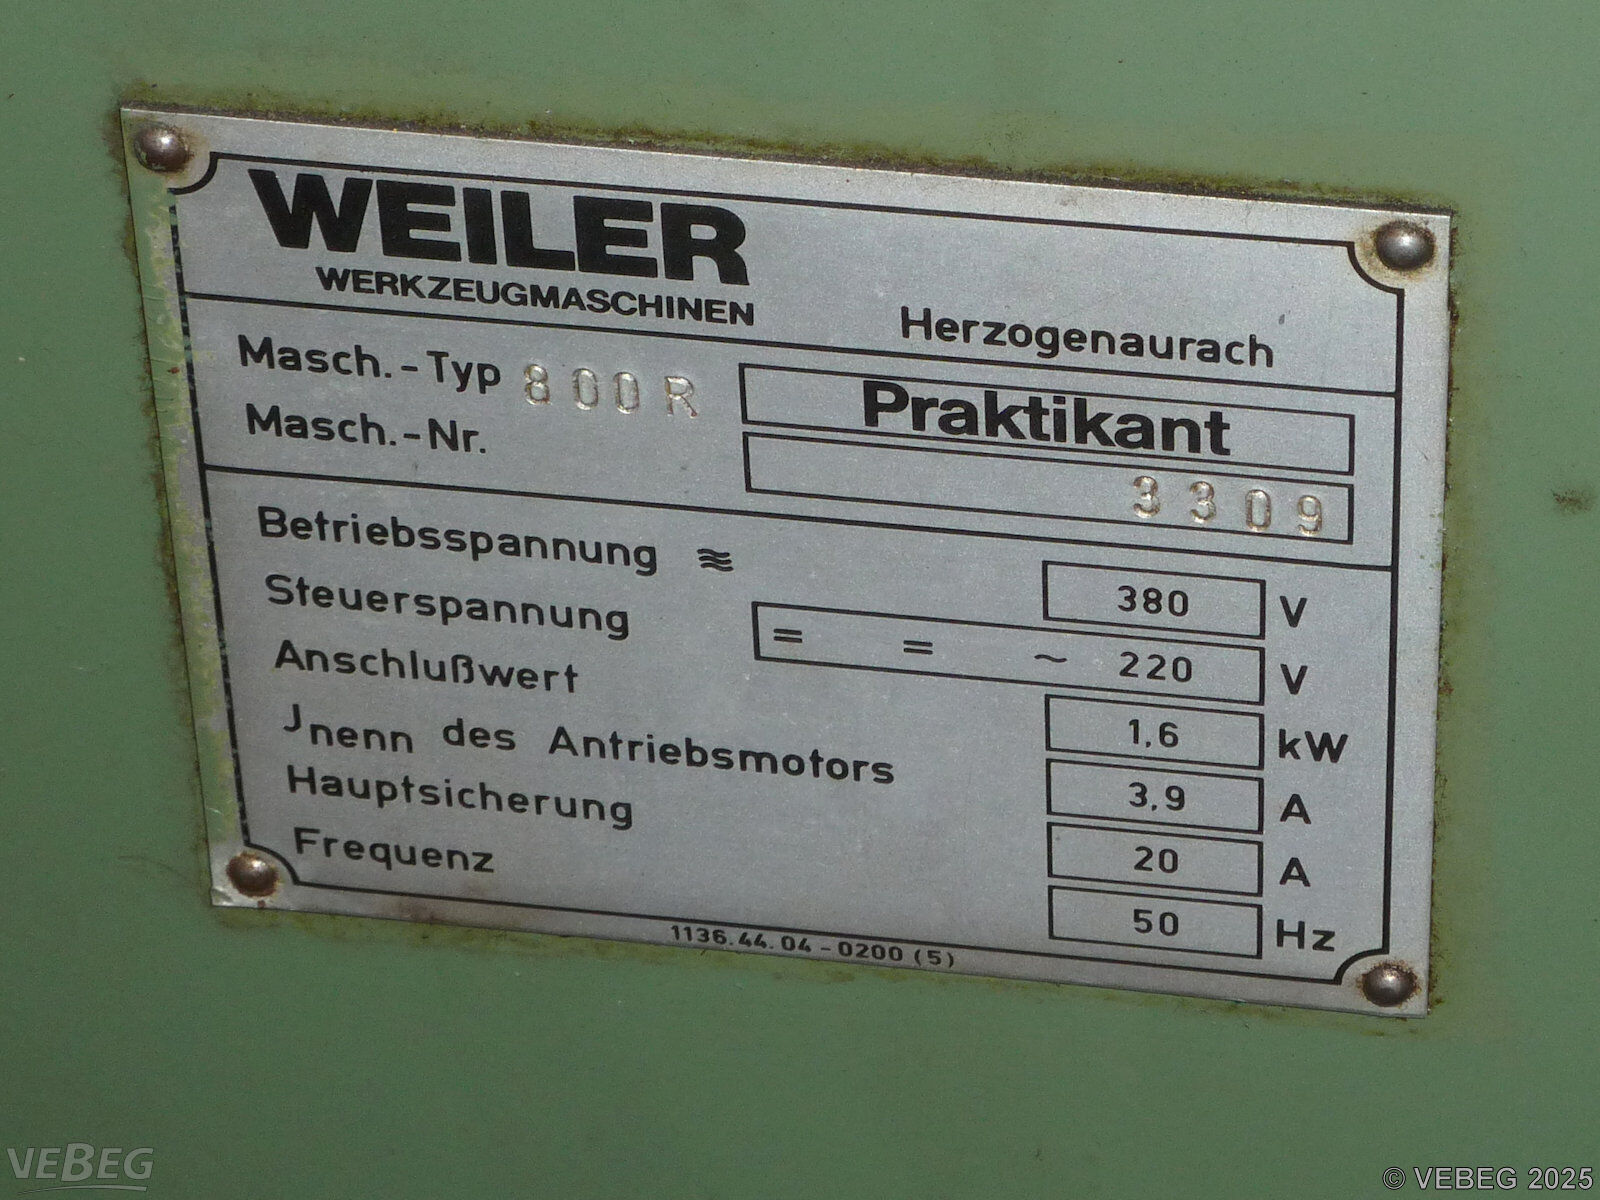 WEILER
WERKZEUGMASCHINEN
Herzogenaurach
Masch.-Typ 800R Praktikant
Masch.-Nr. 3309
Betriebsspannung ≋ 380 V
Steuerspannung = = ~ 220 V
Anschlußwert 1,6 kW
Jnenn des Antriebsmotors 3,9 A
Hauptsicherung 20 A
Frequenz 50 Hz
1136.44.04-0200 (5)
VEBEG
© VEBEG 2025